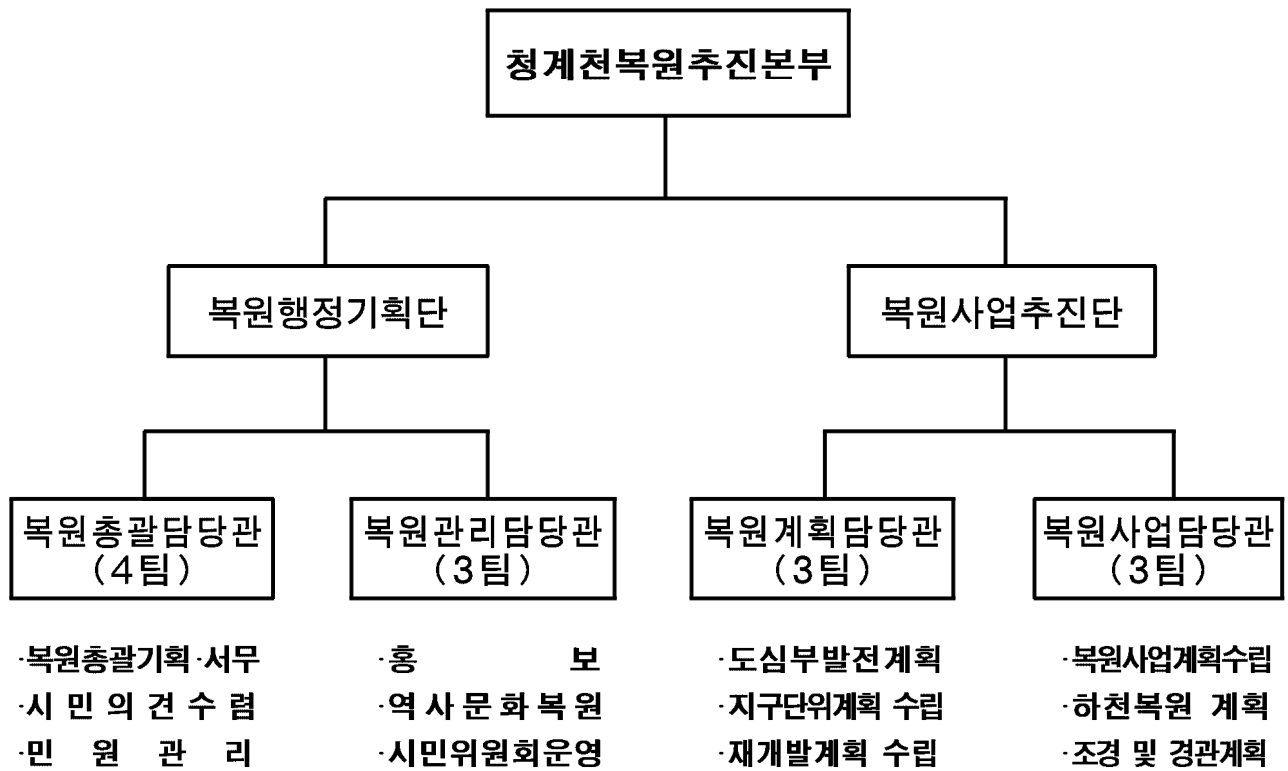 청계천복원추진본부
복원행정기획단
복원사업추진단
복원총괄담당관
(4팀)
복원관리담당관
(3팀)
복원계획담당관
(3팀)
복원사업담당관
(3팀)
·복원총괄기획·서무
·시민의견수렴
·민원관리
·홍보
·역사문화복원
·시민위원회운영
·도심부발전계획
·지구단위계획 수립
·재개발계획 수립
·복원사업계획수립
·하천복원 계획
·조경 및 경관계획